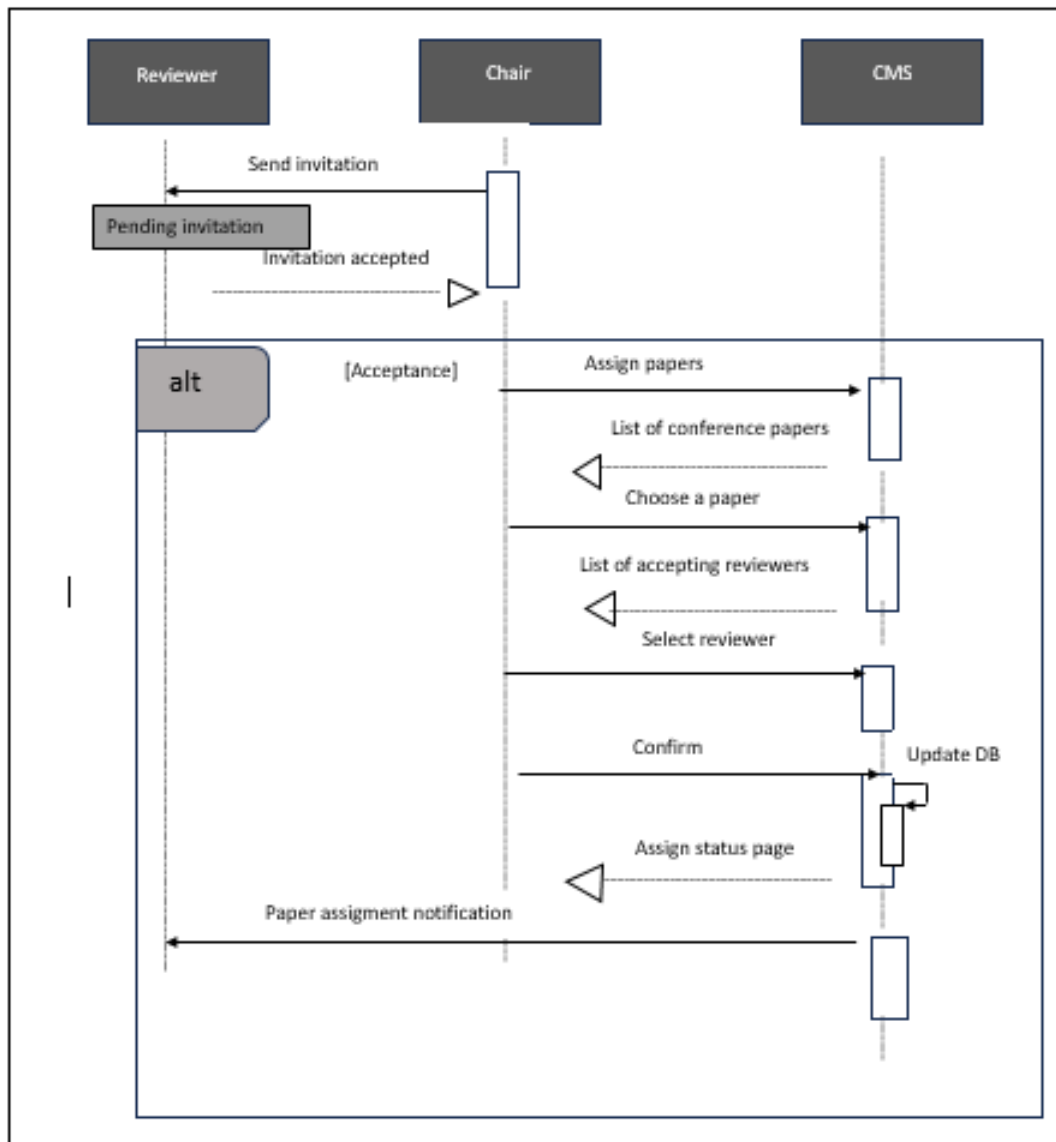 Reviewer
Chair
CMS
Send invitation
Pending invitation
Invitation accepted
alt
[Acceptance]
Assign papers
List of conference papers
Choose a paper
List of accepting reviewers
Select reviewer
Confirm
Update DB
Assign status page
Paper assigment notification